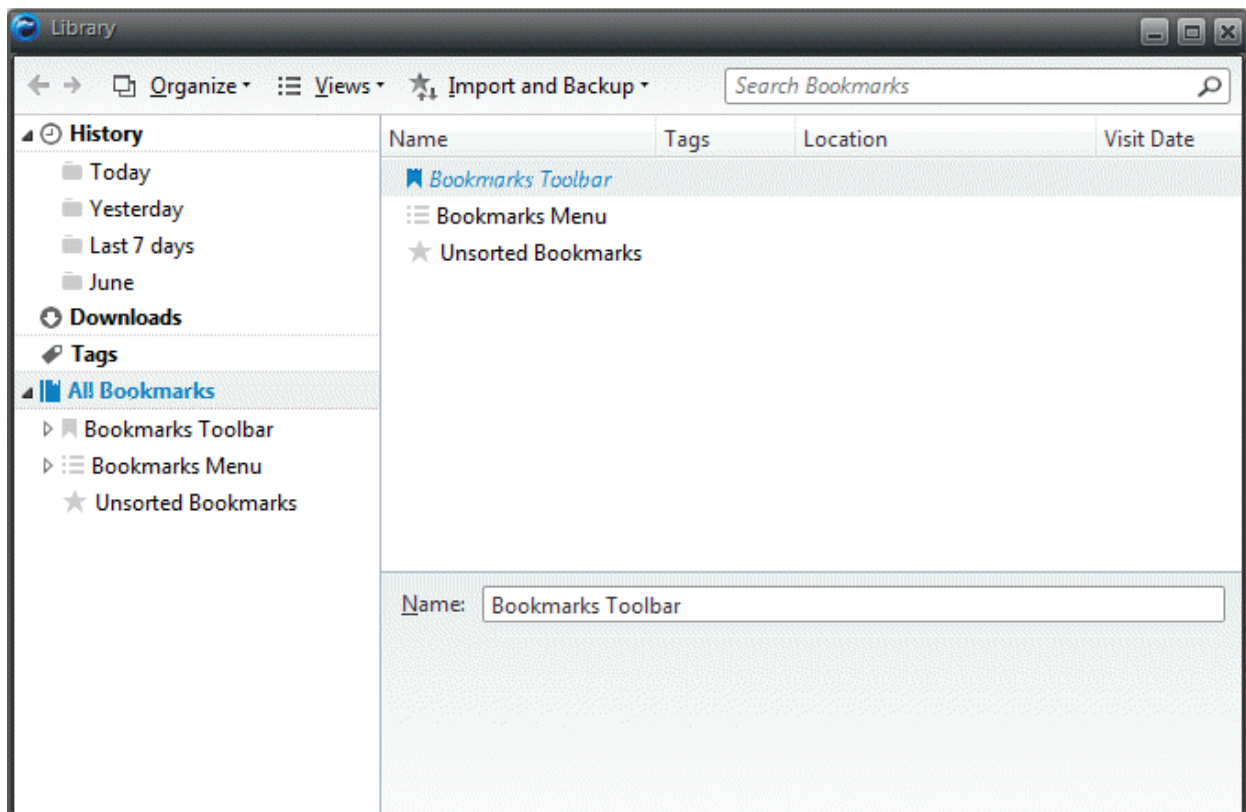 Library
Organize Views Import and Backup Search Bookmarks
History
Today
Yesterday
Last 7 days
June
Downloads
Tags
All Bookmarks
Bookmarks Toolbar
Bookmarks Menu
Unsorted Bookmarks
Name Tags Location Visit Date
Bookmarks Toolbar
Bookmarks Menu
Unsorted Bookmarks
Name: Bookmarks Toolbar